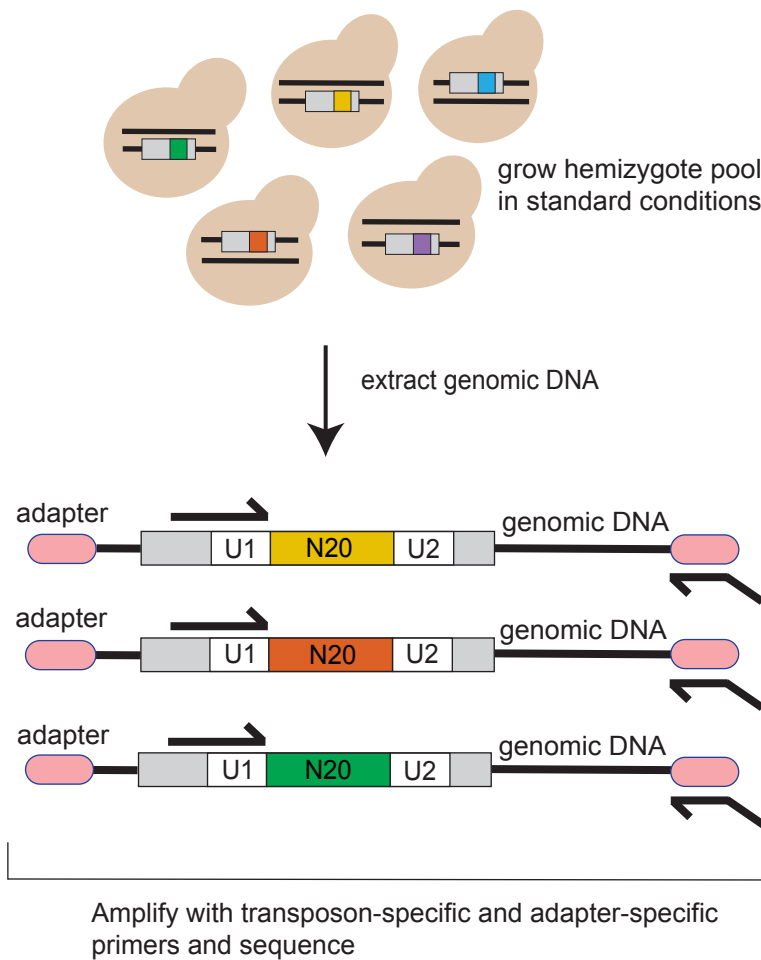 grow hemizygote pool
in standard conditions
extract genomic DNA
adapter
genomic DNA
U1 N20 U2
adapter
genomic DNA
U1 N20 U2
adapter
genomic DNA
U1 N20 U2
Amplify with transposon-specific and adapter-specific
primers and sequence